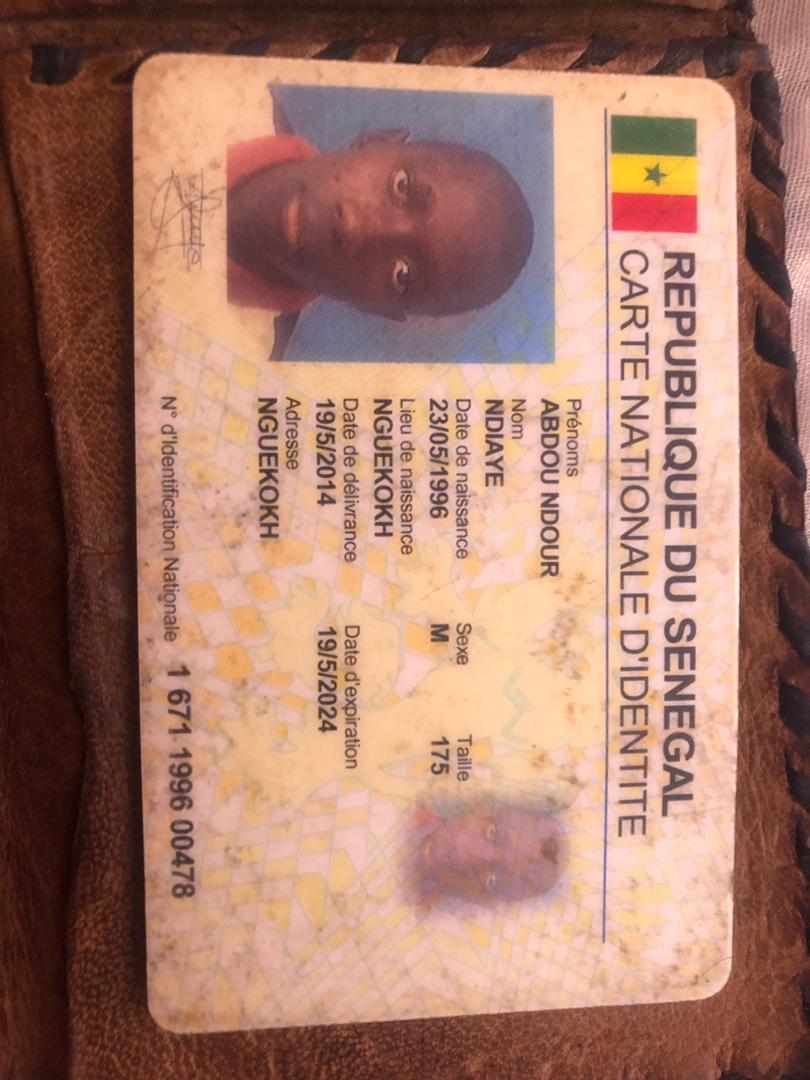 REPUBLIQUE DU SENEGAL
CARTE NATIONALE D'IDENTITE
Prénoms
ABDOU NDOUR
Nom
NDIAYE
Date de naissance Sexe Taille
23/05/1996 M 175
Lieu de naissance
NGUEKOKH
Date de délivrance Date d'expiration
19/5/2014 19/5/2024
Adresse
NGUEKOKH
N° d'Identification Nationale 1 671 1996 00478